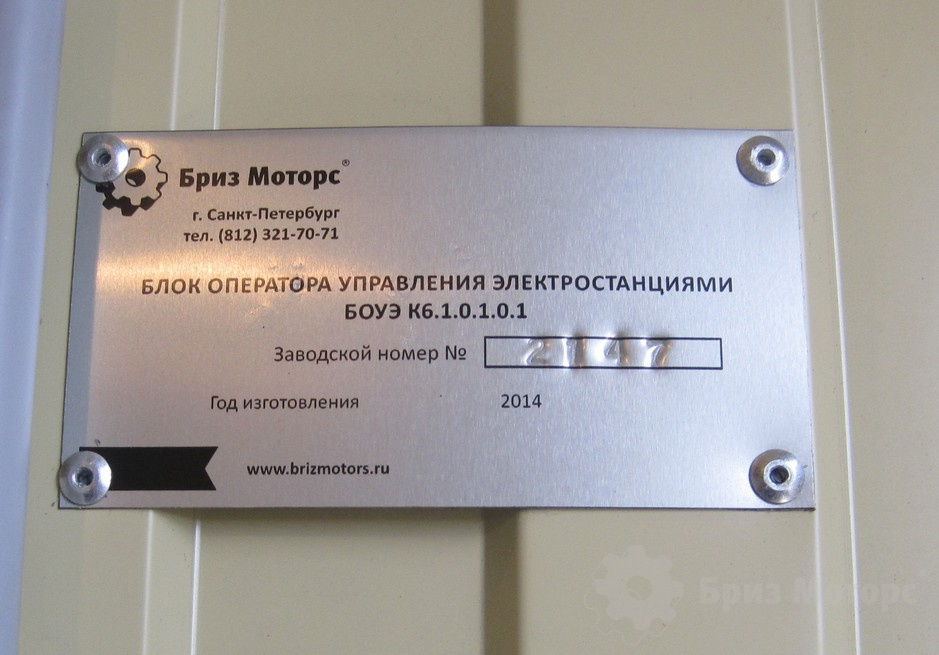 Бриз Моторс®
г. Санкт-Петербург
тел. (812) 321-70-71
БЛОК ОПЕРАТОРА УПРАВЛЕНИЯ ЭЛЕКТРОСТАНЦИЯМИ
БОУЭ К6.1.0.1.0.1
Заводской номер № 2147
Год изготовления 2014
www.brizmotors.ru
Бриз Моторс